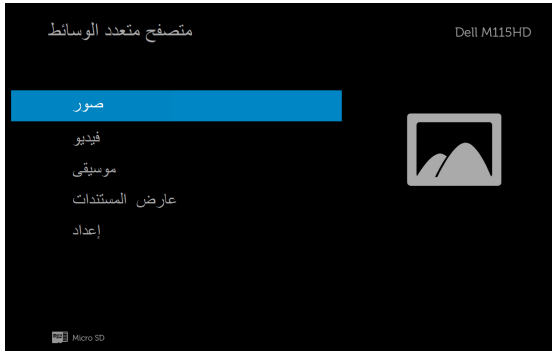 متصفح متعدد الوسائط
Dell M115HD
صور
فيديو
موسيقى
عارض المستندات
إعداد
Micro SD